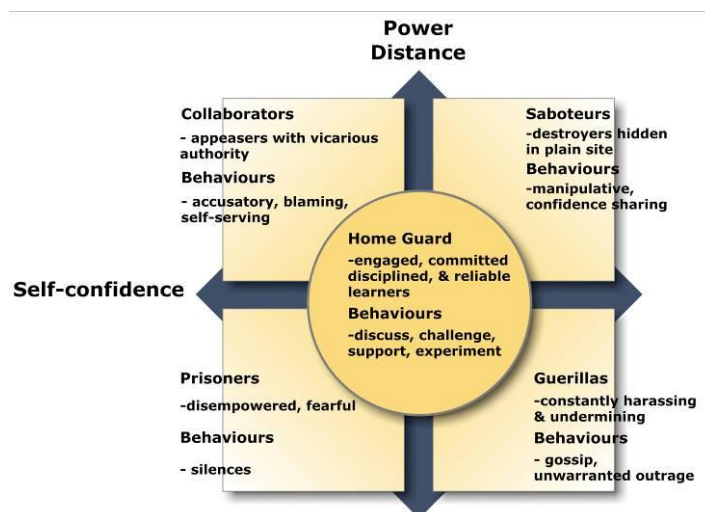 Power
Distance
Collaborators
- appeasers with vicarious
authority
Behaviours
- accusatory, blaming,
self-serving
Saboteurs
-destroyers hidden
in plain site
Behaviours
-manipulative,
confidence sharing
Home Guard
-engaged, committed
disciplined, & reliable
learners
Behaviours
-discuss, challenge,
support, experiment
Self-confidence
Prisoners
-disempowered, fearful
Behaviours
- silences
Guerillas
-constantly harassing
& undermining
Behaviours
- gossip,
unwarranted outrage